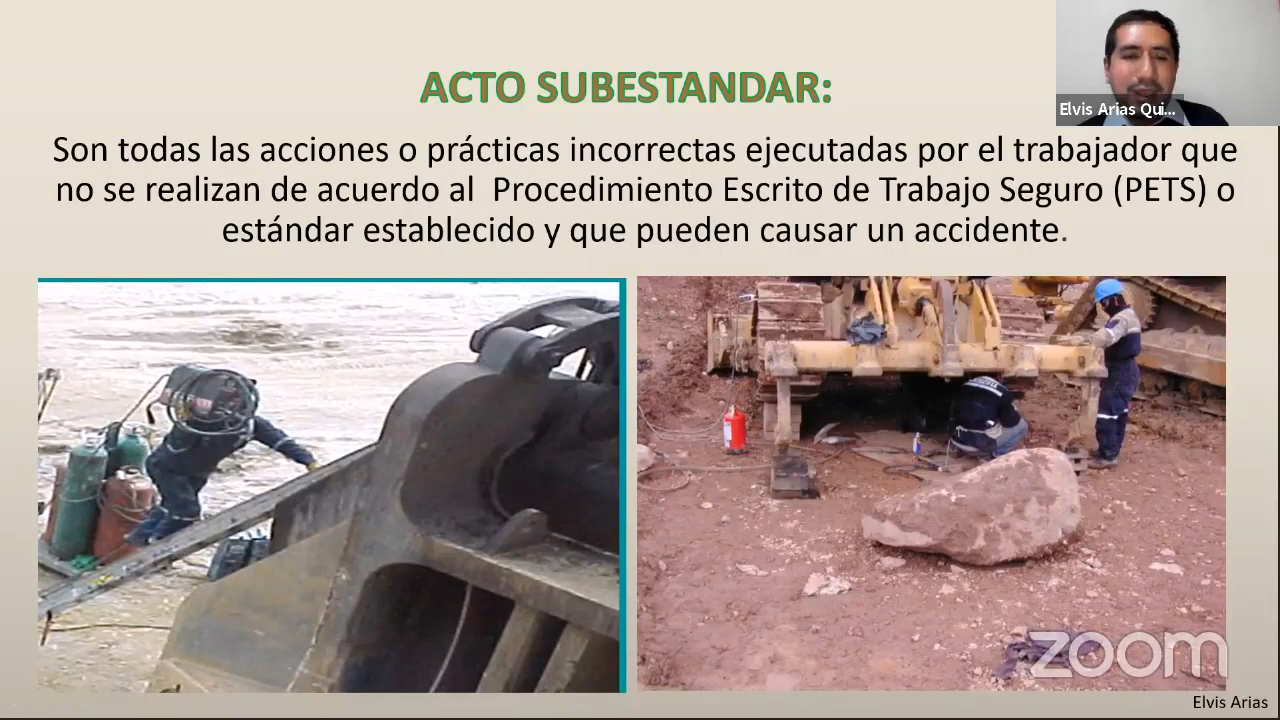 Elvis Arias Qui...
ACTO SUBESTANDAR:
Son todas las acciones o prácticas incorrectas ejecutadas por el trabajador que
no se realizan de acuerdo al Procedimiento Escrito de Trabajo Seguro (PETS) o
estándar establecido y que pueden causar un accidente.
zoom
Elvis Arias